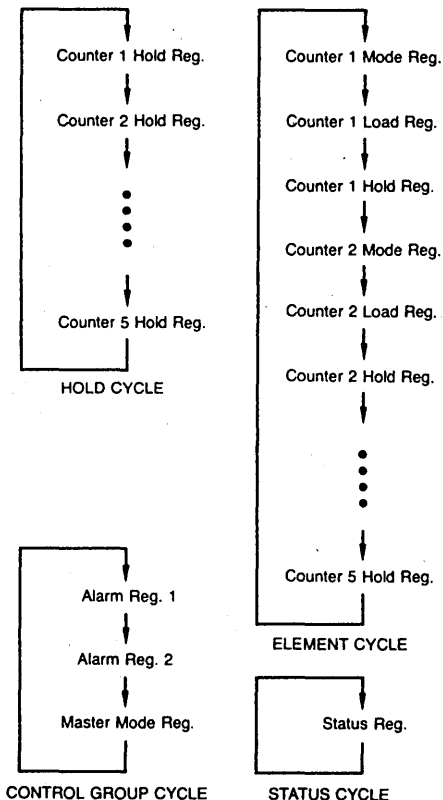 Counter 1 Hold Reg.
Counter 2 Hold Reg.
Counter 5 Hold Reg.
HOLD CYCLE
Counter 1 Mode Reg.
Counter 1 Load Reg.
Counter 1 Hold Reg.
Counter 2 Mode Reg.
Counter 2 Load Reg.
Counter 2 Hold Reg.
Counter 5 Hold Reg.
ELEMENT CYCLE
Alarm Reg. 1
Alarm Reg. 2
Master Mode Reg.
CONTROL GROUP CYCLE
Status Reg.
STATUS CYCLE